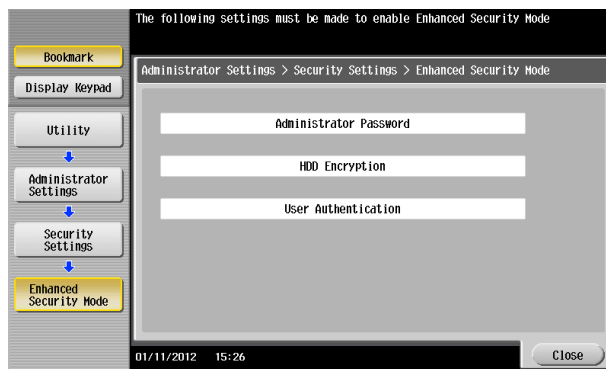 The following settings must be made to enable Enhanced Security Mode
Bookmark
Display Keypad
Utility
Administrator
Settings
Security
Settings
Enhanced
Security Mode
Administrator Settings > Security Settings > Enhanced Security Mode
Administrator Password
HDD Encryption
User Authentication
01/11/2012 15:26
Close